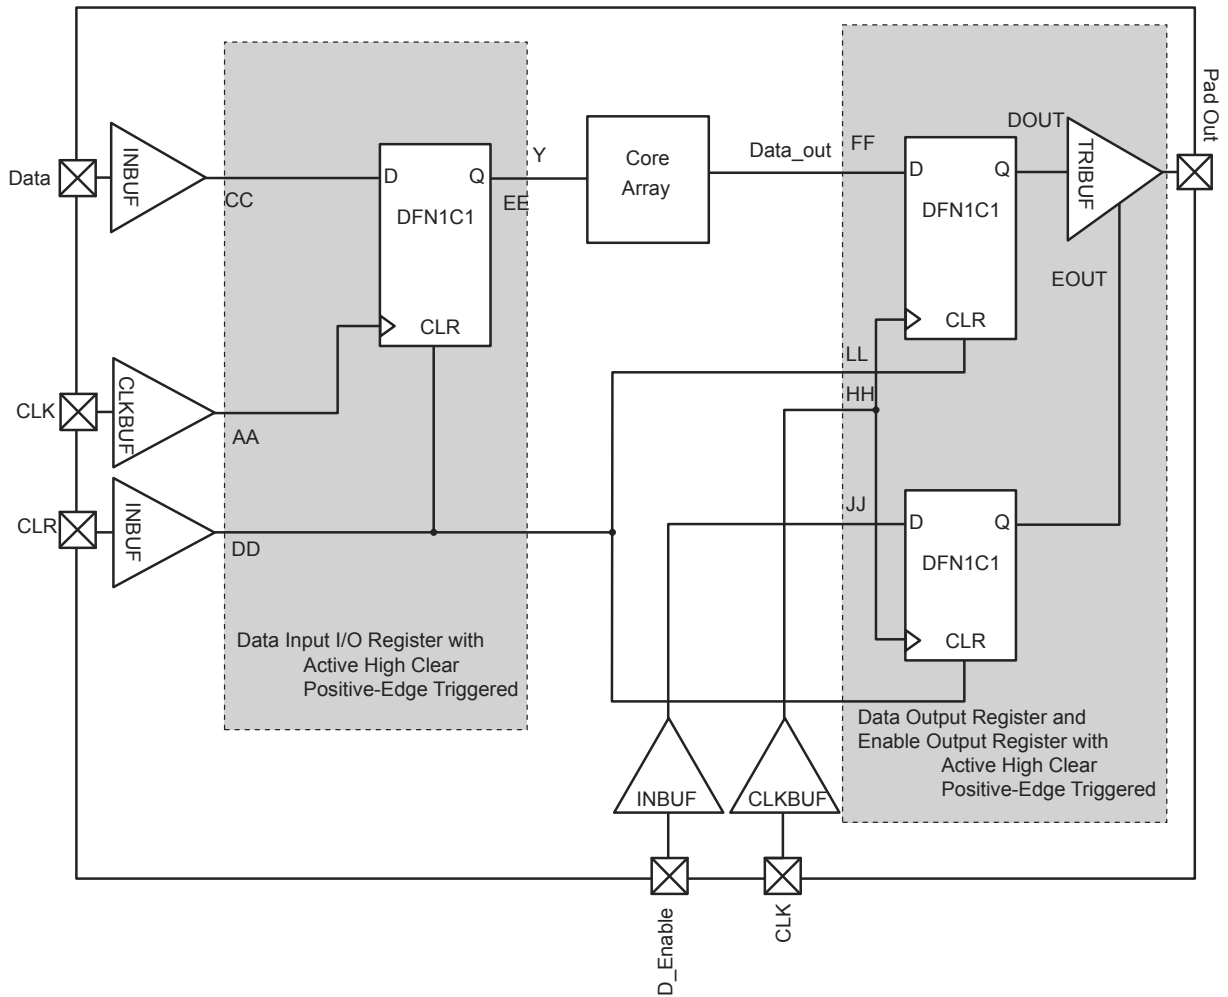 Data
INBUF
CC
D
Q
DFN1C1
CLR
Y
EE
Core
Array
Data_out
FF
D
Q
DFN1C1
CLR
DOUT
TRIBUF
EOUT
Pad Out
CLK
CLKBUF
AA
LL
HH
CLR
INBUF
DD
JJ
D
Q
DFN1C1
CLR
Data Input I/O Register with
Active High Clear
Positive-Edge Triggered
Data Output Register and
Enable Output Register with
Active High Clear
Positive-Edge Triggered
INBUF
CLKBUF
D_Enable
CLK